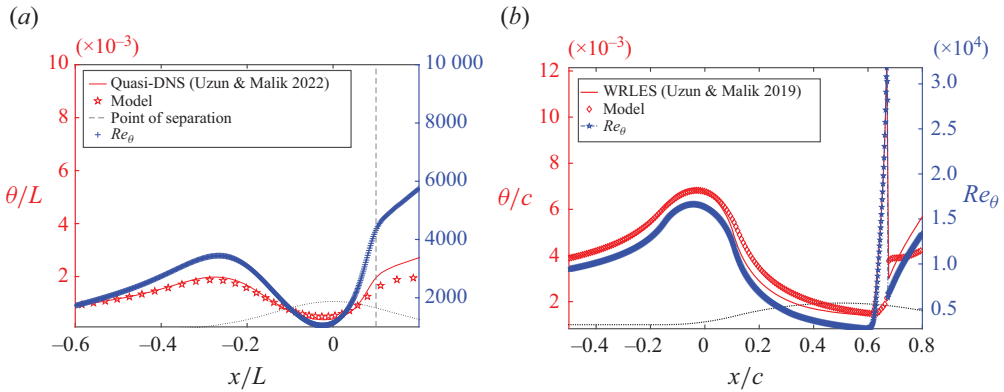 (a)
(×10⁻³)
10
8
6
4
2
θ/L
Quasi-DNS (Uzun & Malik 2022)
Model
Point of separation
Re_θ
10 000
8000
6000
4000
2000
–0.6
–0.4
–0.2
0
x/L
(b)
(×10⁻³)
12
10
8
6
4
2
θ/c
WRLES (Uzun & Malik 2019)
Model
Re_θ
(×10⁴)
3.0
2.5
2.0
1.5
1.0
0.5
Re_θ
–0.4
–0.2
0
0.2
0.4
0.6
0.8
x/c